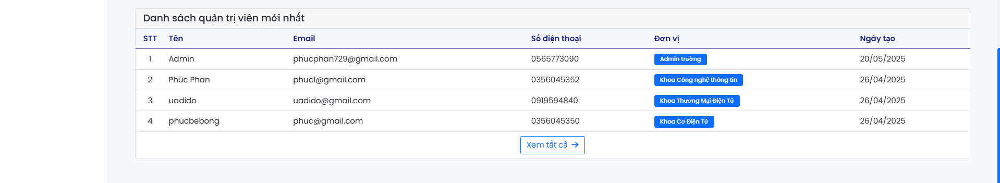 Danh sách quản trị viên mới nhất
STT Tên Email Số điện thoại Đơn vị Ngày tạo
1 Admin phucphan729@gmail.com 0565773090 Admin trường 20/05/2025
2 Phúc Phan phuc1@gmail.com 0356045352 Khoa Công nghệ thông tin 26/04/2025
3 uadido uadido@gmail.com 0919594840 Khoa Thương Mại Điện Tử 26/04/2025
4 phucbebong phuc@gmail.com 0356045350 Khoa Cơ Điện Tử 26/04/2025
Xem tất cả →